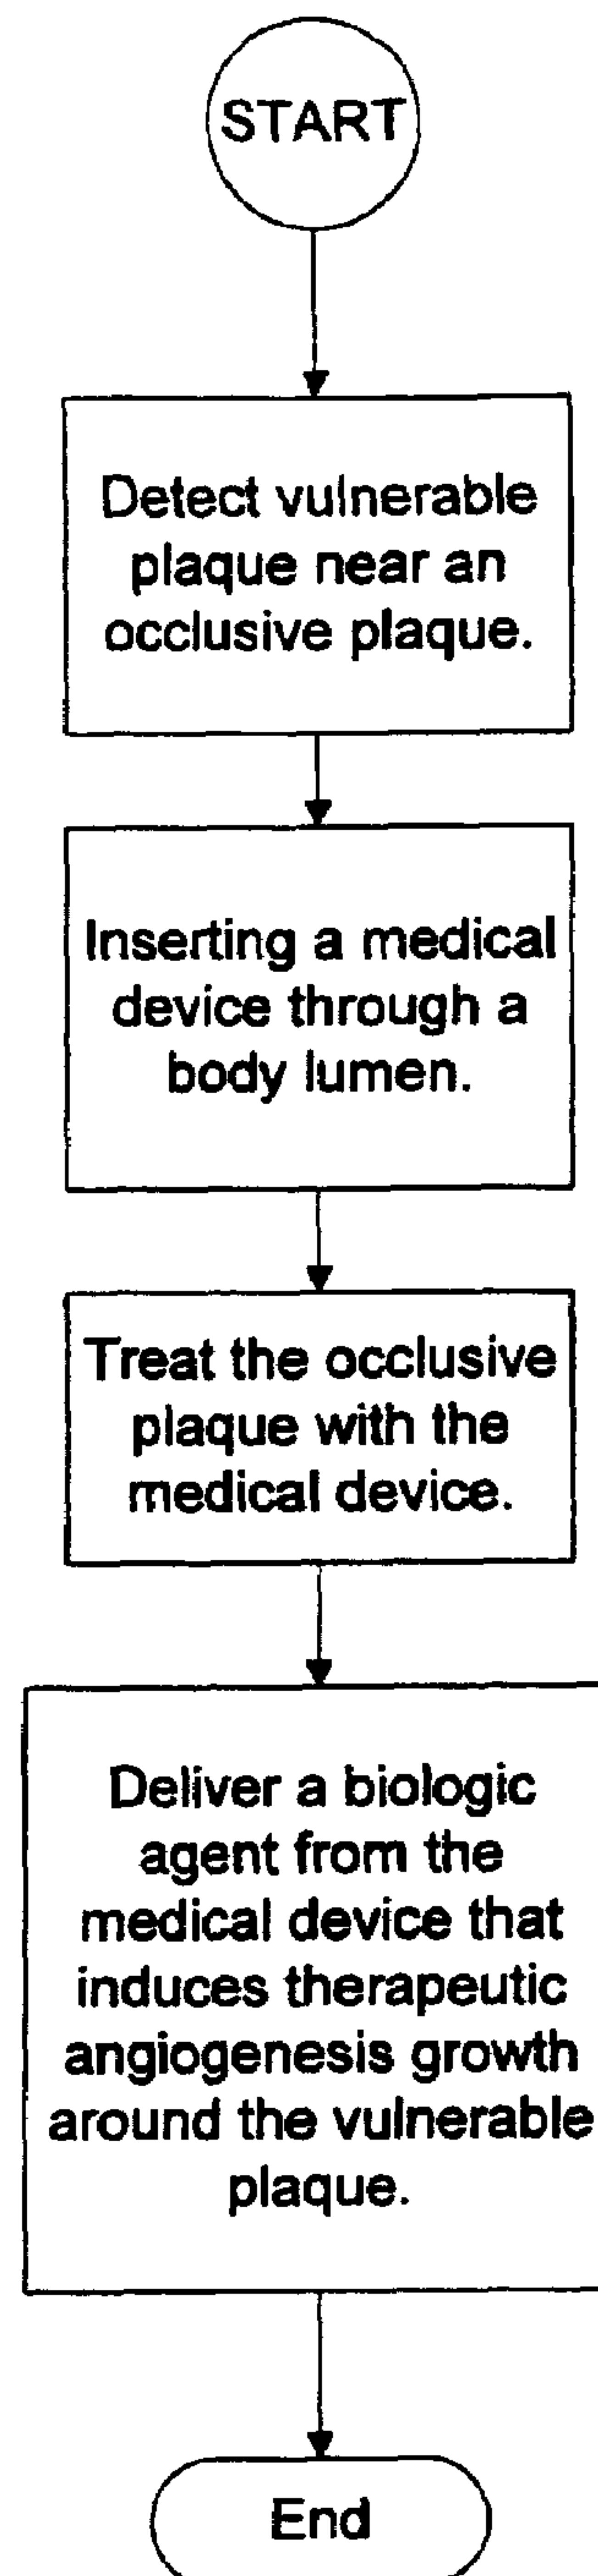 START
Detect vulnerable
plaque near an
occlusive plaque.
Inserting a medical
device through a
body lumen.
Treat the occlusive
plaque with the
medical device.
Deliver a biologic
agent from the
medical device that
induces therapeutic
angiogenesis growth
around the vulnerable
plaque.
End